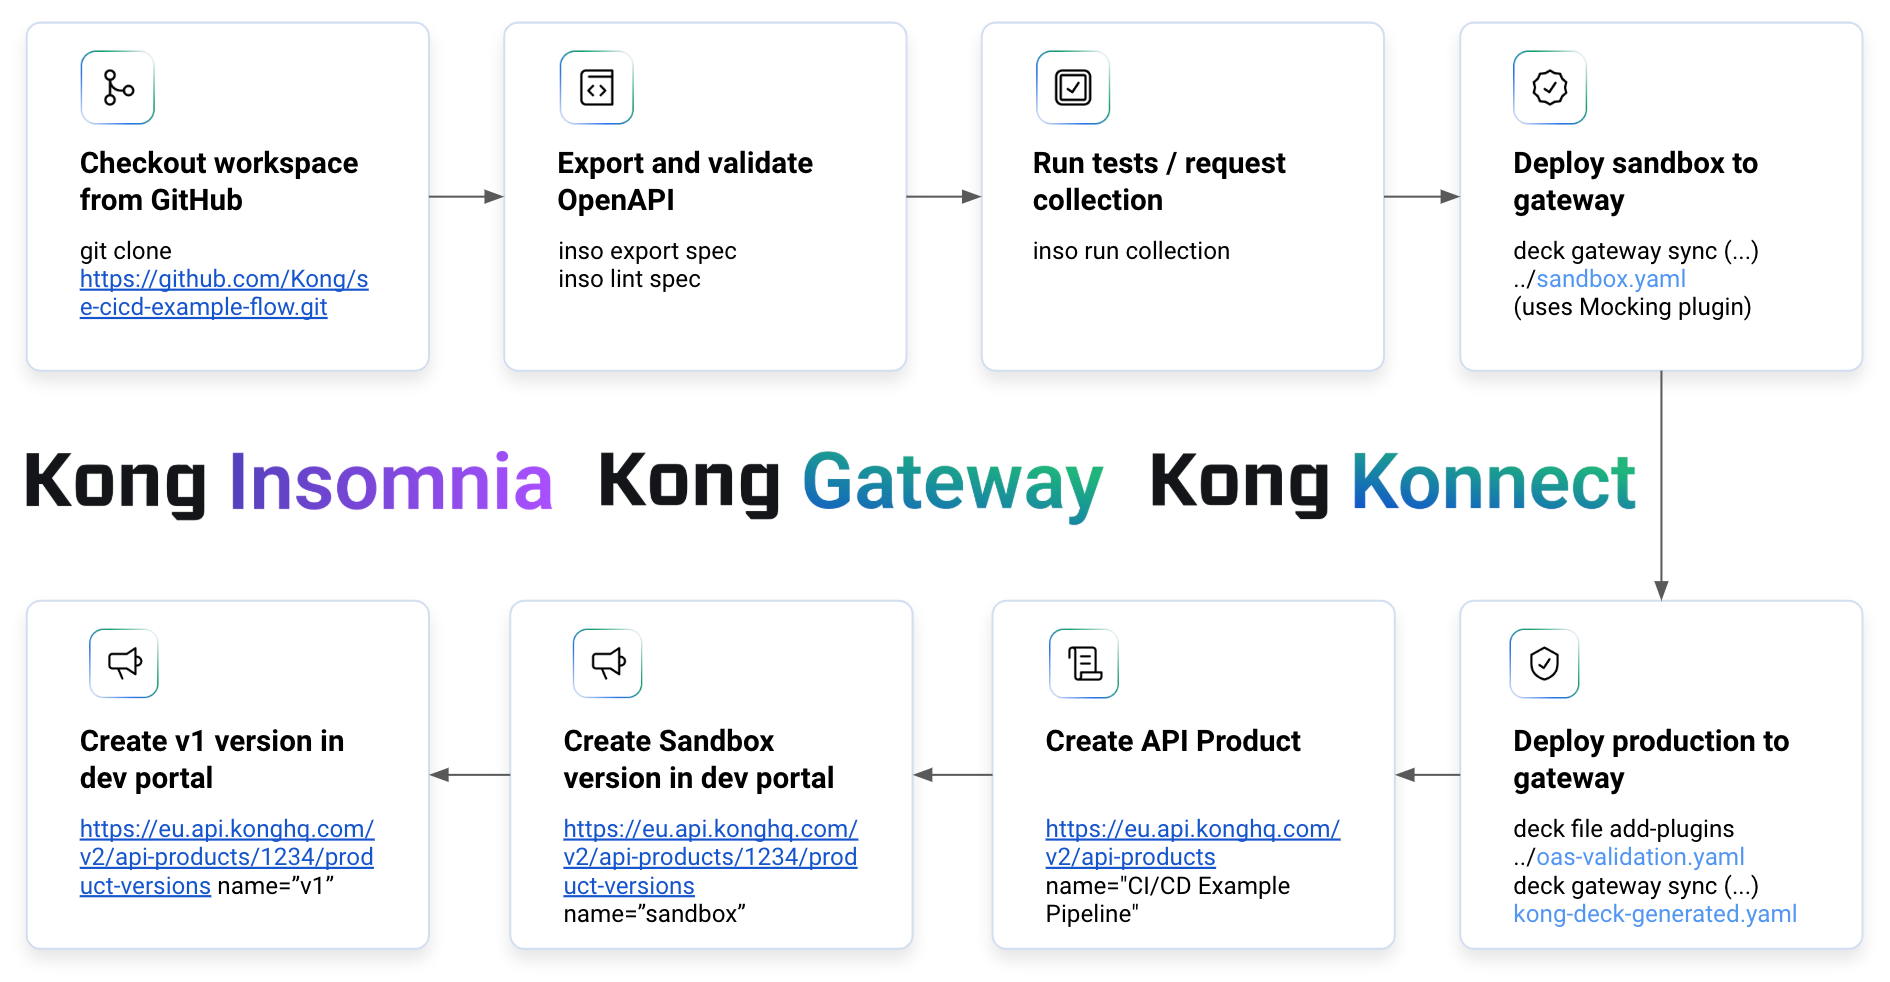 Checkout workspace
from GitHub
git clone
https://github.com/Kong/s
e-cicd-example-flow.git
Export and validate
OpenAPI
inso export spec
inso lint spec
Run tests / request
collection
inso run collection
Deploy sandbox to
gateway
deck gateway sync (...)
../sandbox.yaml
(uses Mocking plugin)
Kong Insomnia
Kong Gateway
Kong Konnect
Create v1 version in
dev portal
https://eu.api.konghq.com/
v2/api-products/1234/prod
uct-versions name=”v1”
Create Sandbox
version in dev portal
https://eu.api.konghq.com/
v2/api-products/1234/prod
uct-versions
name=”sandbox”
Create API Product
https://eu.api.konghq.com/
v2/api-products
name="CI/CD Example
Pipeline"
Deploy production to
gateway
deck file add-plugins
../oas-validation.yaml
deck gateway sync (...)
kong-deck-generated.yaml